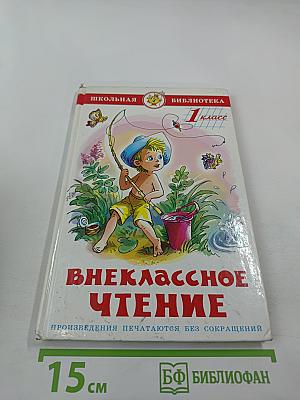 ШКОЛЬНАЯ БИБЛИОТЕКА
1 класс
ВНЕКЛАССНОЕ
ЧТЕНИЕ
ПРОИЗВЕДЕНИЯ ПЕЧАТАЮТСЯ БЕЗ СОКРАЩЕНИЙ
15 см
БФ БИБЛИОФАН